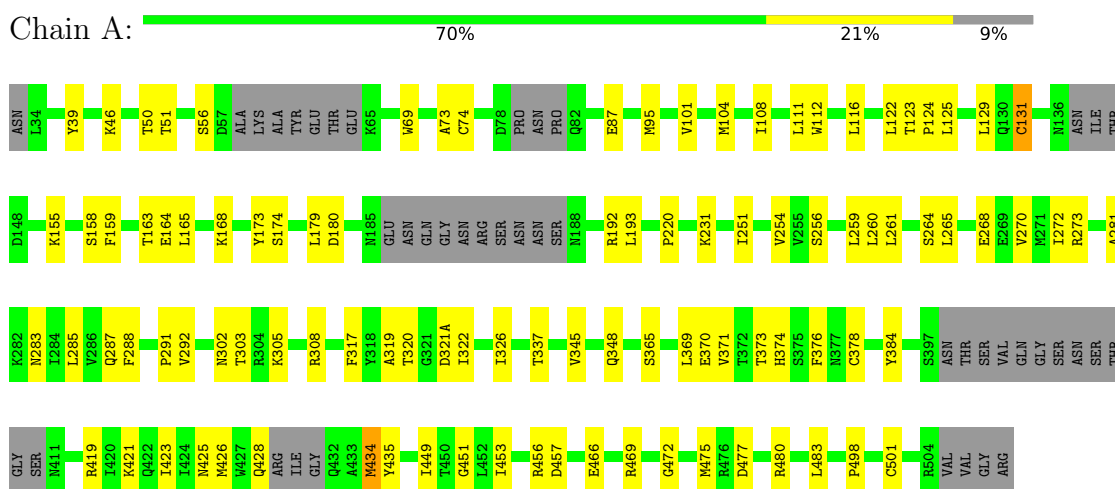 Chain A:
70% 21% 9%
ASN L34 Y39 K46 T50 T51 S56 D57 ALA LYS ALA TYR GLU THR GLU K65 W69 A73 C74 D78 PRO ASN PRO Q82 E87 M95 V101 M104 I108 L111 W112 L116 L122 T123 P124 L125 L129 Q130 C131 N136 ASN ILE THR
D148 K155 S158 F159 T163 E164 L165 K168 Y173 S174 L179 D180 N185 GLU ASN GLN GLY ASN ARG SER ASN ASN SER N188 R192 L193 P220 K231 I251 V254 V255 S256 L259 L260 L261 S264 L265 E268 E269 V270 M271 I272 R273 A281
K282 N283 I284 L285 V286 Q287 F288 P291 V292 N302 T303 R304 K305 R308 F317 Y318 A319 T320 G321 D321A I322 I326 T337 V345 Q348 S365 L369 E370 V371 T372 T373 H374 S375 F376 N377 C378 Y384 S397 ASN THR SER VAL GLN GLY SER ASN SER THR
GLY SER N411 R419 I420 K421 Q422 I423 I424 N425 M426 W427 Q428 ARG ILE GLY Q432 A433 M434 Y435 I449 T450 G451 L452 I453 R456 D457 E466 R469 G472 M475 R476 D477 R480 L483 P498 C501 R504 VAL VAL GLY ARG